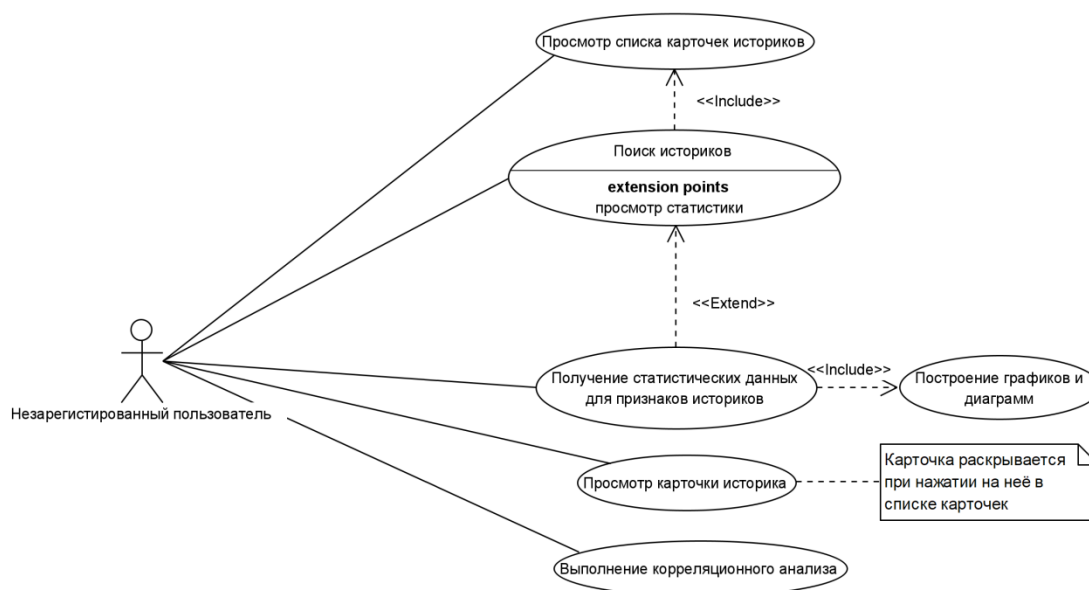 Просмотр списка карточек историков
<<Include>>
Поиск историков
extension points
просмотр статистики
<<Extend>>
Получение статистических данных
для признаков историков
<<Include>>
Построение графиков и
диаграмм
Незарегистированный пользователь
Просмотр карточки историка
Карточка раскрывается
при нажатии на неё в
списке карточек
Выполнение корреляционного анализа